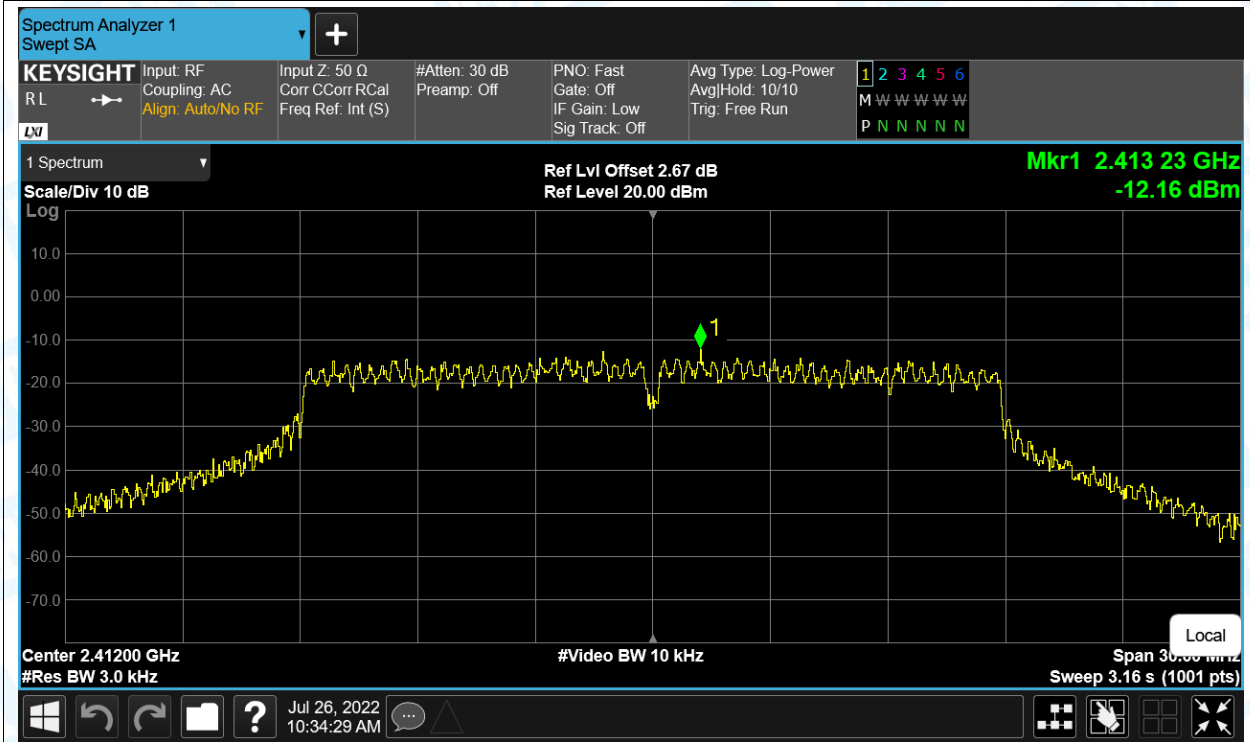 Spectrum Analyzer 1
Swept SA
KEYSIGHT
R L
LXI
Input: RF
Coupling: AC
Align: Auto/No RF
Input Z: 50 Ω
Corr CCorr RCal
Freq Ref: Int (S)
#Atten: 30 dB
Preamp: Off
PNO: Fast
Gate: Off
IF Gain: Low
Sig Track: Off
Avg Type: Log-Power
Avg|Hold: 10/10
Trig: Free Run
1 2 3 4 5 6
M W W W W W W
P N N N N N N
1 Spectrum
Scale/Div 10 dB
Log
Ref Lvl Offset 2.67 dB
Ref Level 20.00 dBm
Mkr1 2.413 23 GHz
-12.16 dBm
10.0
0.00
-10.0
-20.0
-30.0
-40.0
-50.0
-60.0
-70.0
1
Local
Center 2.41200 GHz
#Video BW 10 kHz
Span 30.00 MHz
#Res BW 3.0 kHz
Sweep 3.16 s (1001 pts)
?
Jul 26, 2022
10:34:29 AM